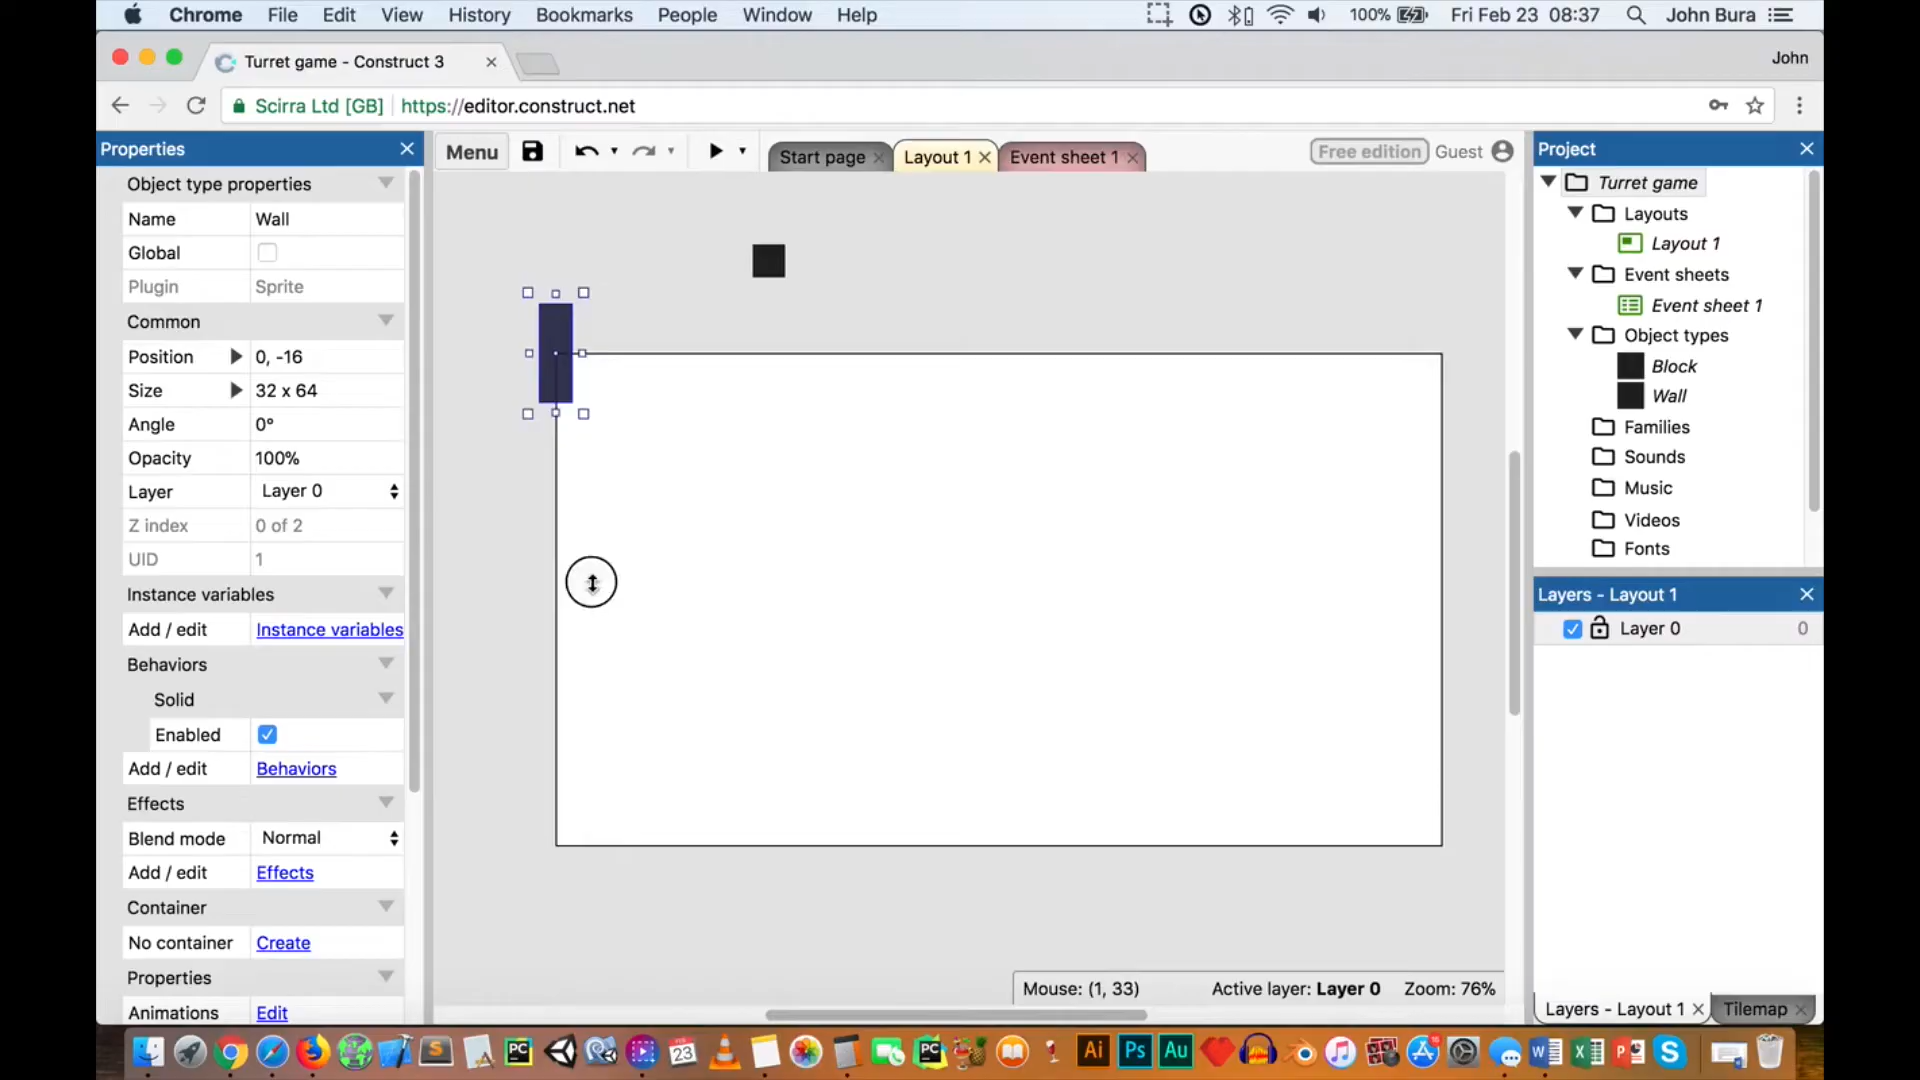 Chrome File Edit View History Bookmarks People Window Help 100% Fri Feb 23 08:37 John Bura
Turret game - Construct 3 John
Scirra Ltd [GB] https://editor.construct.net
Properties
Object type properties
Name Wall
Global
Plugin Sprite
Common
Position 0, -16
Size 32 x 64
Angle 0°
Opacity 100%
Layer Layer 0
Z index 0 of 2
UID 1
Instance variables
Add / edit Instance variables
Behaviors
Solid
Enabled
Add / edit Behaviors
Effects
Blend mode Normal
Add / edit Effects
Container
No container Create
Properties
Animations Edit
Menu Start page Layout 1 Event sheet 1 Free edition Guest
Mouse: (1, 33) Active layer: Layer 0 Zoom: 76%
Project
Turret game
Layouts
Layout 1
Event sheets
Event sheet 1
Object types
Block
Wall
Families
Sounds
Music
Videos
Fonts
Layers - Layout 1
Layer 0 0
Layers - Layout 1 Tilemap
S PC 23 PC Ai Ps Au W X P S